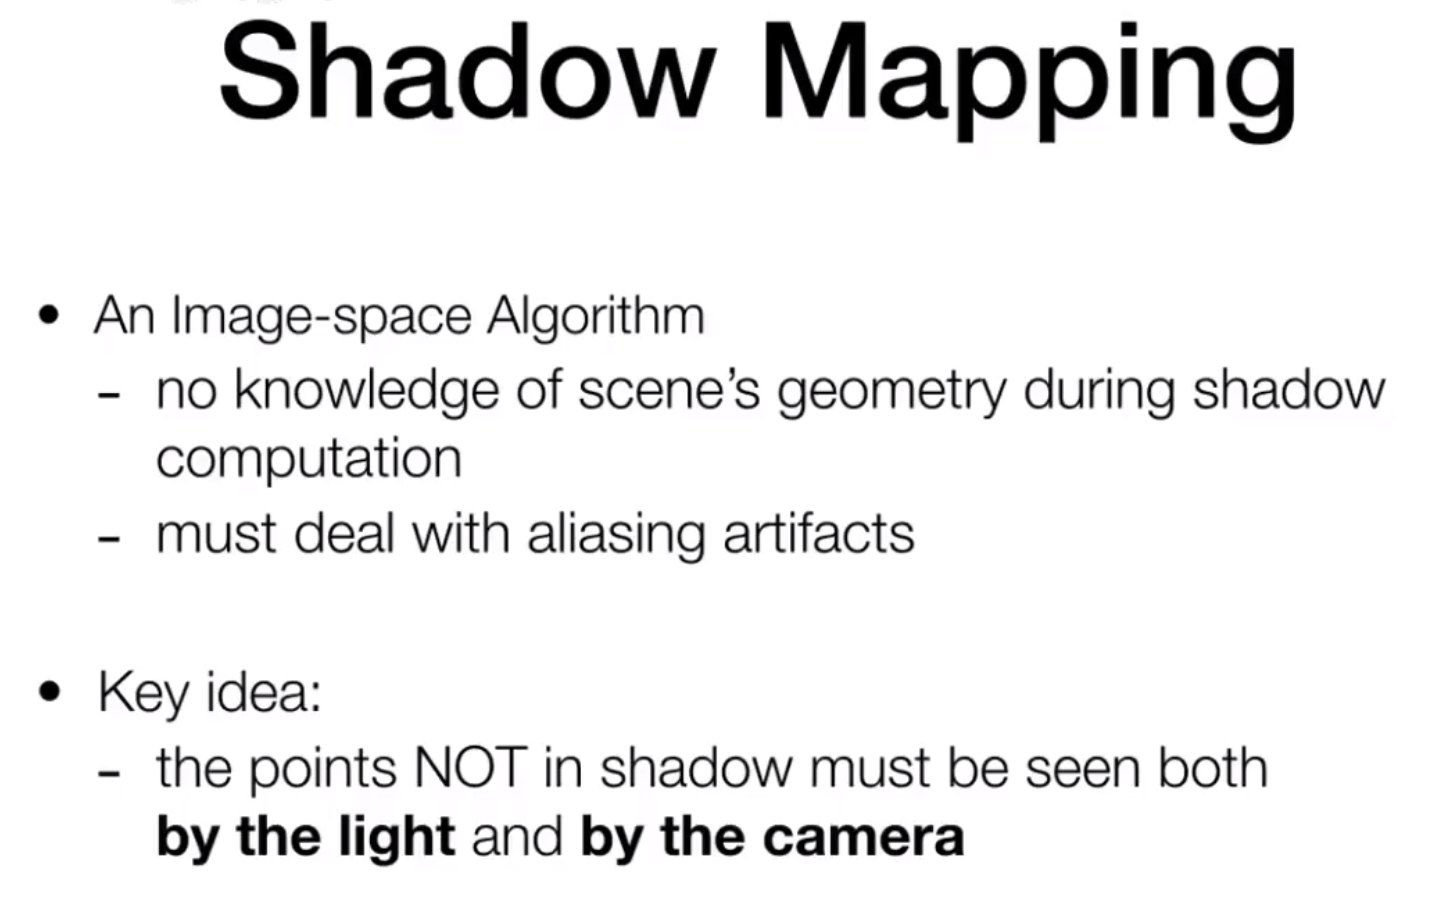 Shadow Mapping
• An Image-space Algorithm
- no knowledge of scene’s geometry during shadow
computation
- must deal with aliasing artifacts
• Key idea:
- the points NOT in shadow must be seen both
by the light and by the camera